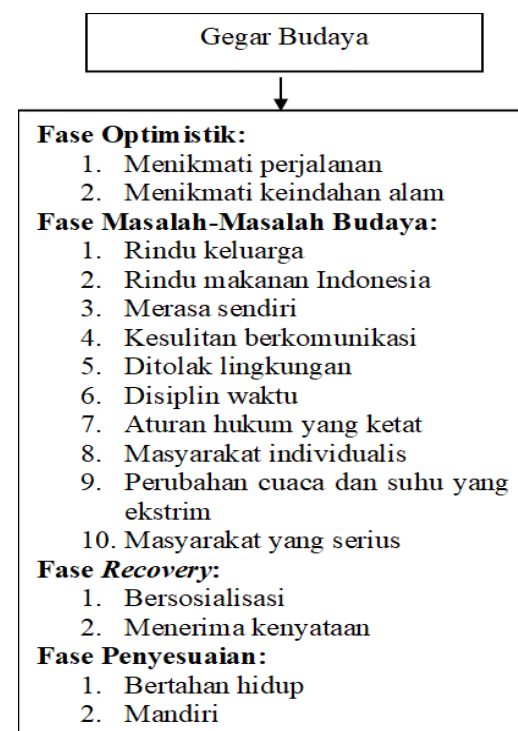 Gegar Budaya
Fase Optimistik:
1. Menikmati perjalanan
2. Menikmati keindahan alam
Fase Masalah-Masalah Budaya:
1. Rindu keluarga
2. Rindu makanan Indonesia
3. Merasa sendiri
4. Kesulitan berkomunikasi
5. Ditolak lingkungan
6. Disiplin waktu
7. Aturan hukum yang ketat
8. Masyarakat individualis
9. Perubahan cuaca dan suhu yang
ekstrim
10. Masyarakat yang serius
Fase Recovery:
1. Bersosialisasi
2. Menerima kenyataan
Fase Penyesuaian:
1. Bertahan hidup
2. Mandiri